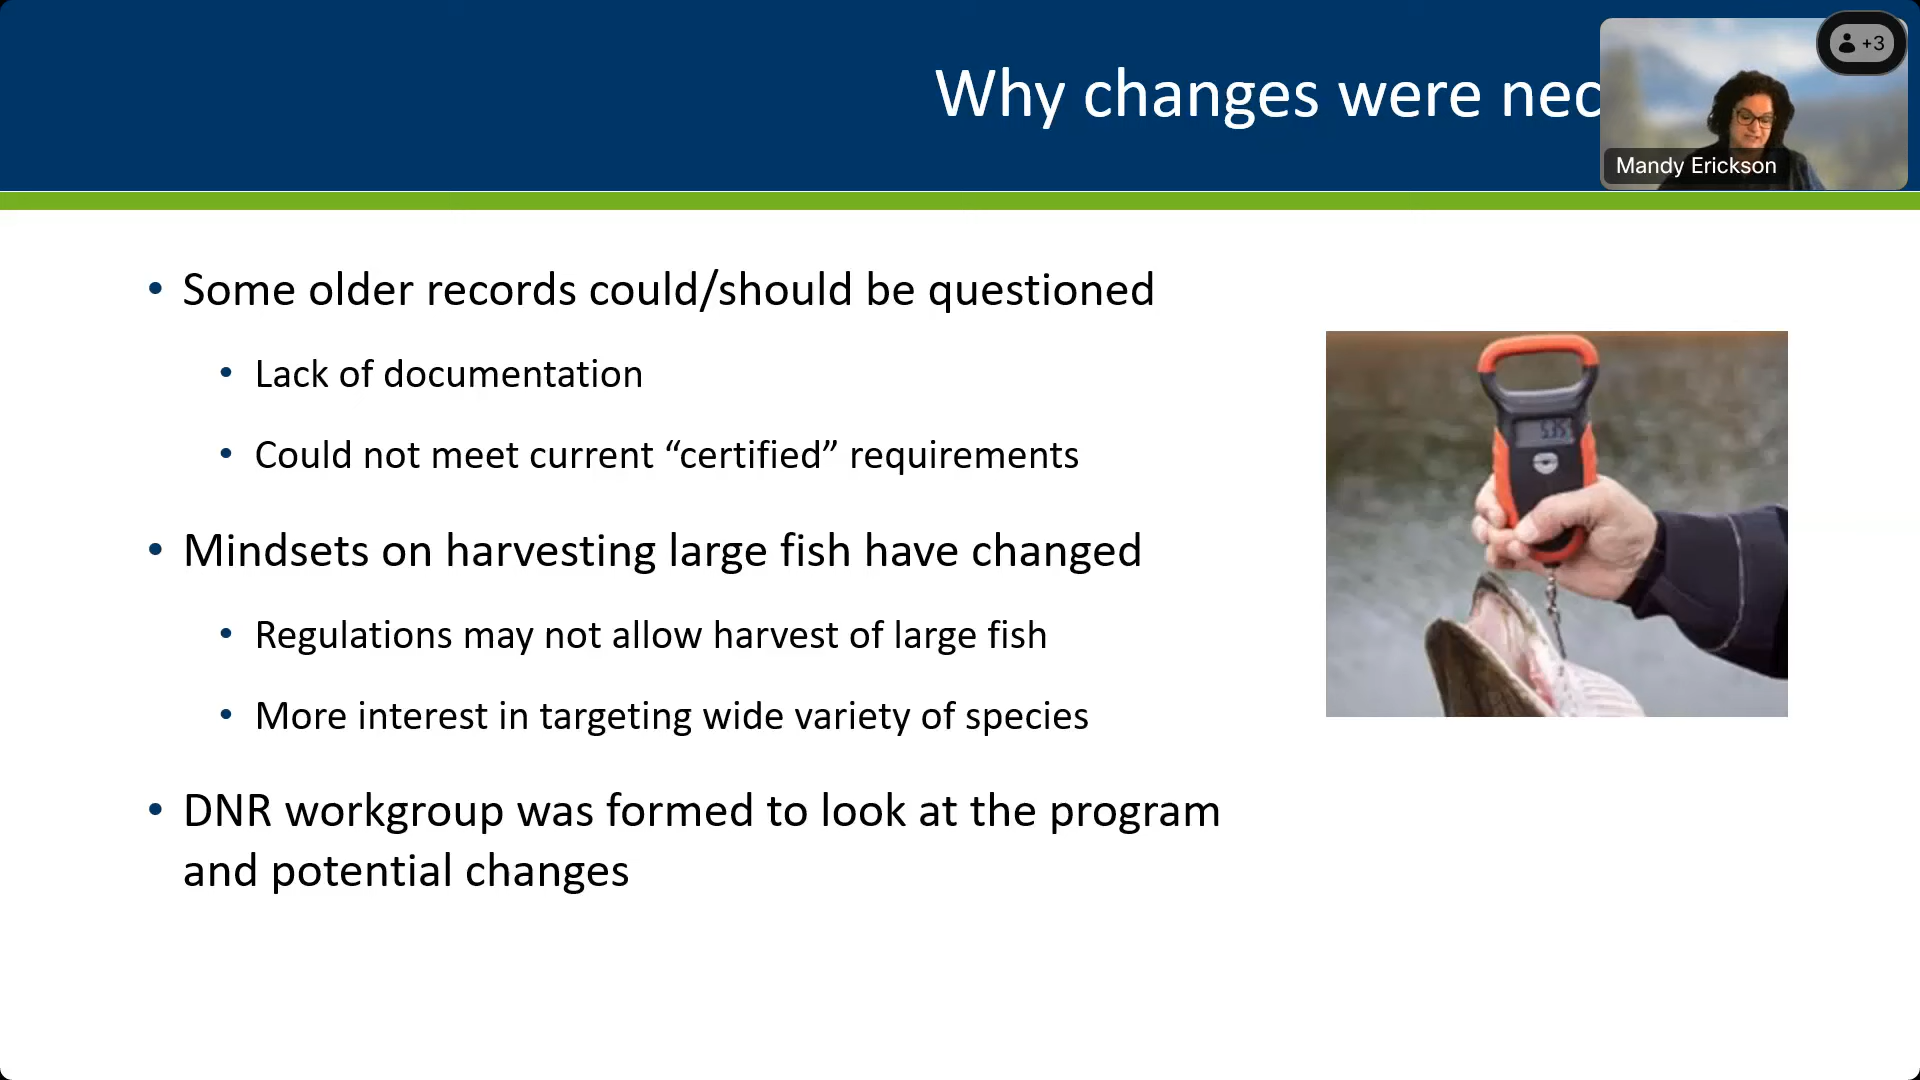 Why changes were nec
+3
Mandy Erickson
• Some older records could/should be questioned
• Lack of documentation
• Could not meet current “certified” requirements
• Mindsets on harvesting large fish have changed
• Regulations may not allow harvest of large fish
• More interest in targeting wide variety of species
• DNR workgroup was formed to look at the program
and potential changes